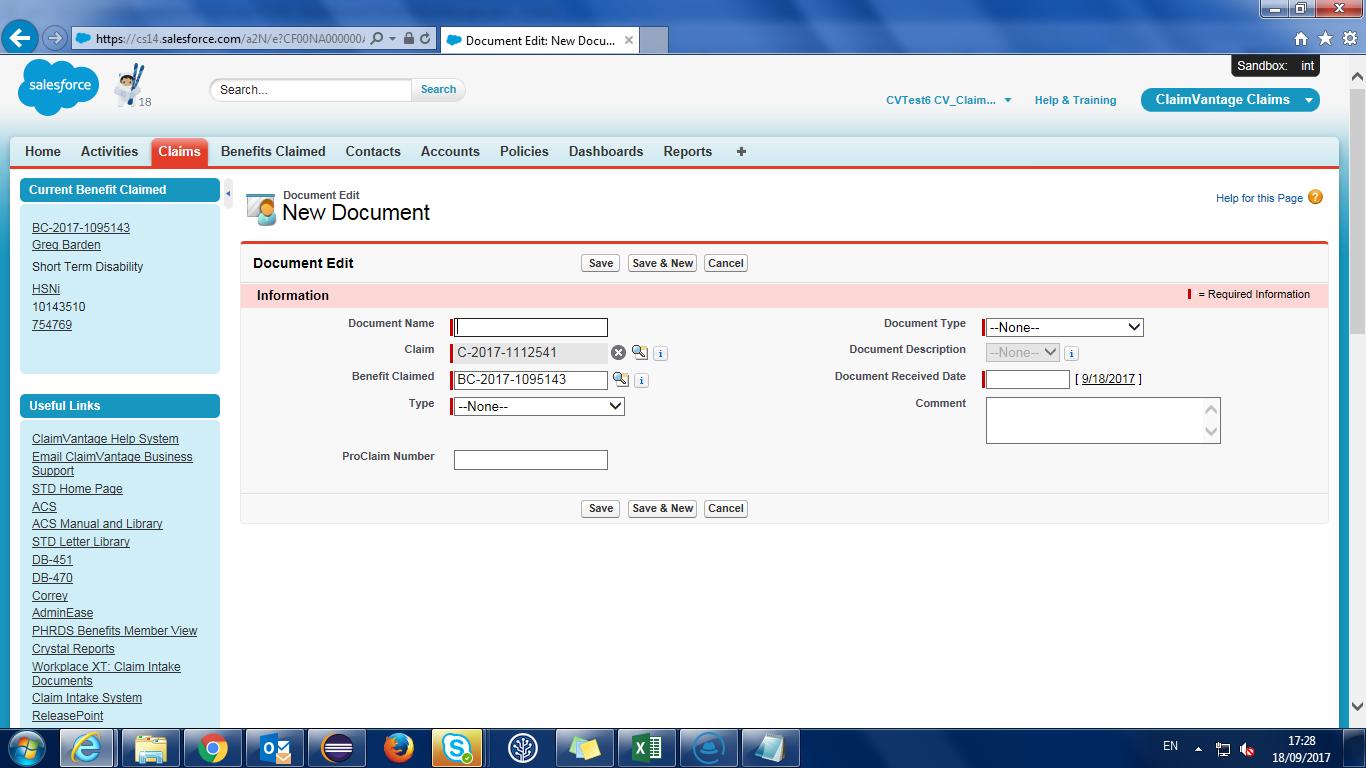 https://cs14.salesforce.com/a2N/e?CF00NA000000
Document Edit: New Docu...
Sandbox: int
salesforce
18
Search...
Search
CVTest6 CV_Claim...
Help & Training
ClaimVantage Claims
Home
Activities
Claims
Benefits Claimed
Contacts
Accounts
Policies
Dashboards
Reports
Current Benefit Claimed
BC-2017-1095143
Greg Barden
Short Term Disability
HSNi
10143510
754769
Useful Links
ClaimVantage Help System
Email ClaimVantage Business
Support
STD Home Page
ACS
ACS Manual and Library
STD Letter Library
DB-451
DB-470
Correy
AdminEase
PHRDS Benefits Member View
Crystal Reports
Workplace XT: Claim Intake
Documents
Claim Intake System
ReleasePoint
Document Edit
New Document
Help for this Page ?
Document Edit
Save
Save & New
Cancel
Information
= Required Information
Document Name
Document Type
--None--
Claim
C-2017-1112541
Document Description
--None--
Benefit Claimed
BC-2017-1095143
Document Received Date
[ 9/18/2017 ]
Type
--None--
Comment
ProClaim Number
Save
Save & New
Cancel
EN
17:28
18/09/2017